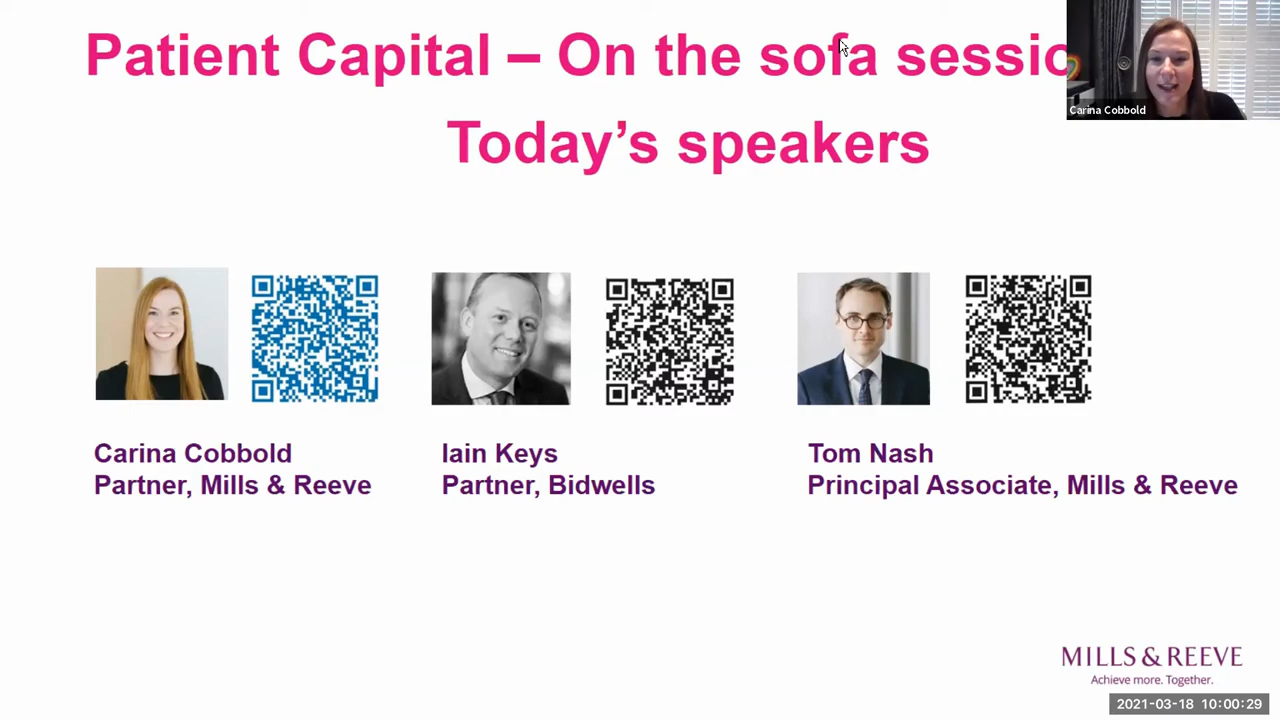 Patient Capital – On the sofa sessio
Today's speakers
Carina Cobbold
Carina Cobbold
Partner, Mills & Reeve
Iain Keys
Partner, Bidwells
Tom Nash
Principal Associate, Mills & Reeve
MILLS & REEVE
Achieve more. Together.
2021-03-18 10:00:29